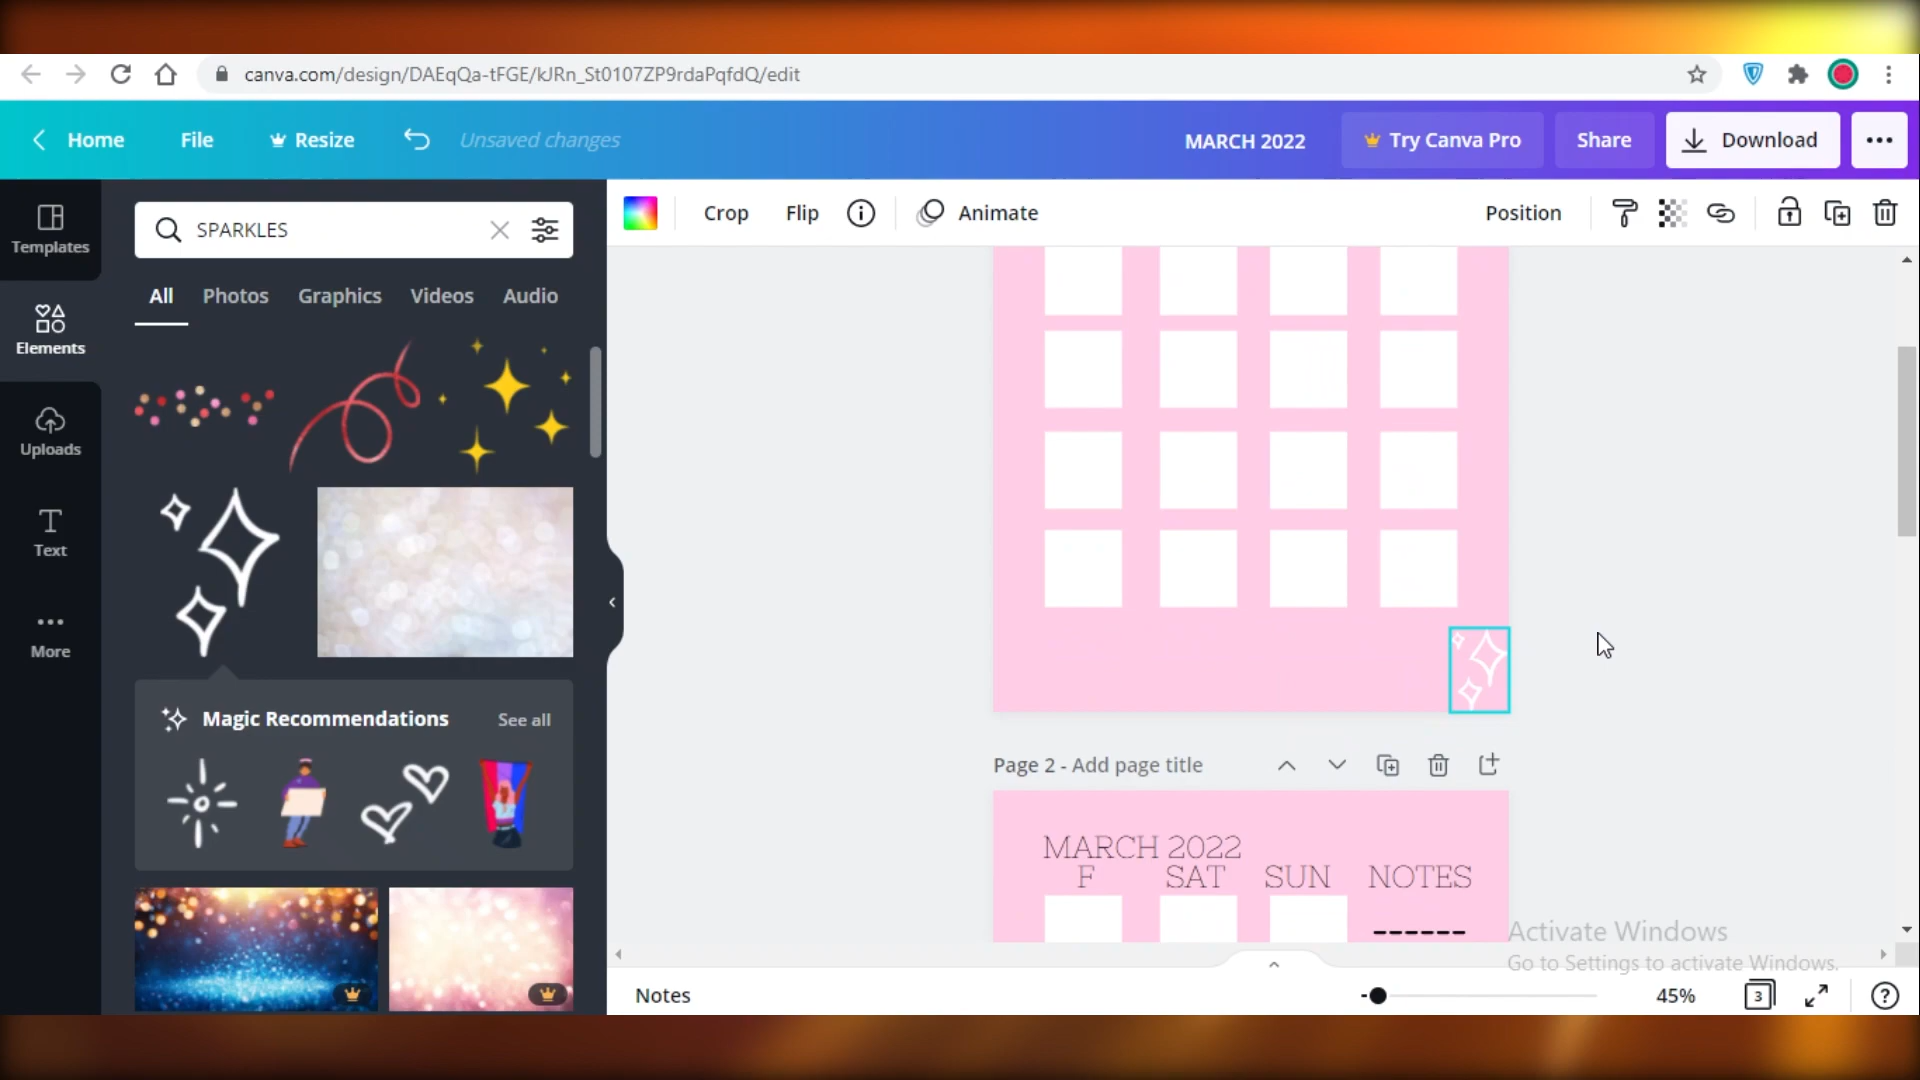 canva.com/design/DAEqQa-tFGE/kJRn_St0107ZP9rdaPqfdQ/edit
Home
File
Resize
Unsaved changes
MARCH 2022
Try Canva Pro
Share
Download
Templates
Elements
Uploads
Text
More
SPARKLES
All
Photos
Graphics
Videos
Audio
Magic Recommendations
See all
Crop
Flip
Animate
Position
Page 2 - Add page title
MARCH 2022
F
SAT
SUN
NOTES
Activate Windows
Go to Settings to activate Windows.
Notes
45%
3